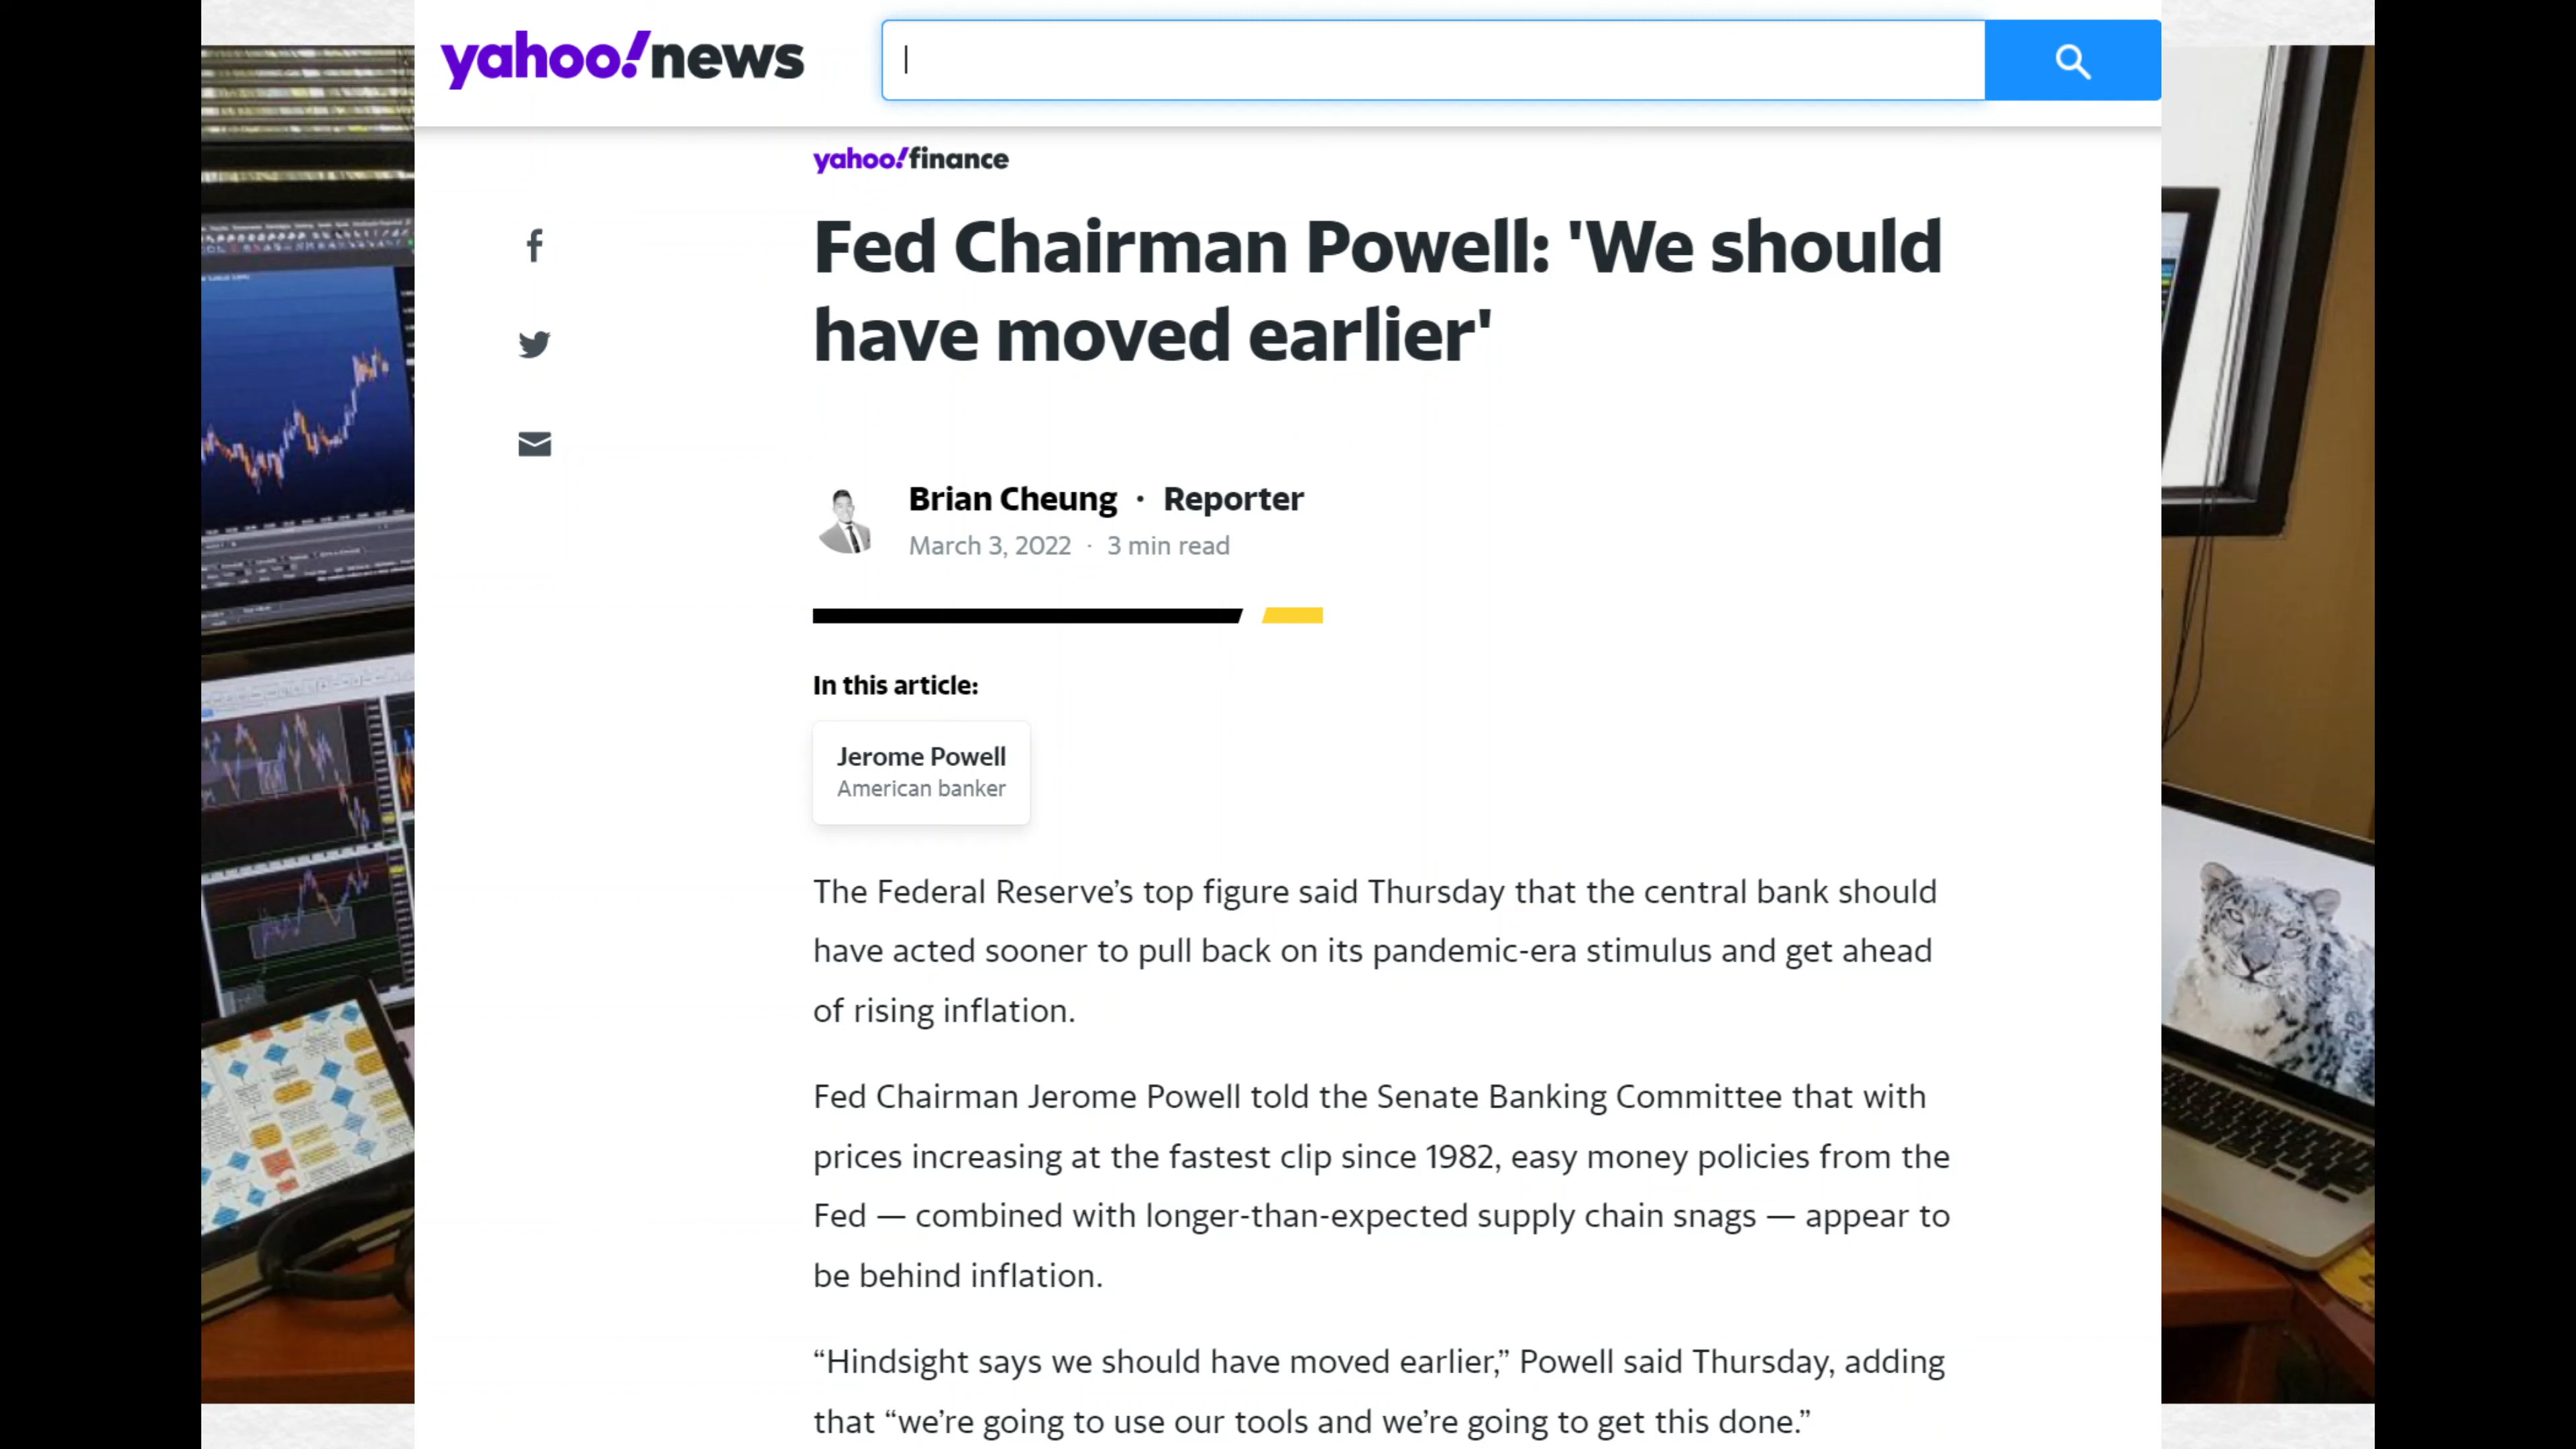 yahoo!news
yahoo!finance
Fed Chairman Powell: 'We should
have moved earlier'
Brian Cheung · Reporter
March 3, 2022 · 3 min read
In this article:
Jerome Powell
American banker
The Federal Reserve’s top figure said Thursday that the central bank should
have acted sooner to pull back on its pandemic-era stimulus and get ahead
of rising inflation.
Fed Chairman Jerome Powell told the Senate Banking Committee that with
prices increasing at the fastest clip since 1982, easy money policies from the
Fed — combined with longer-than-expected supply chain snags — appear to
be behind inflation.
“Hindsight says we should have moved earlier,” Powell said Thursday, adding
that “we’re going to use our tools and we’re going to get this done.”